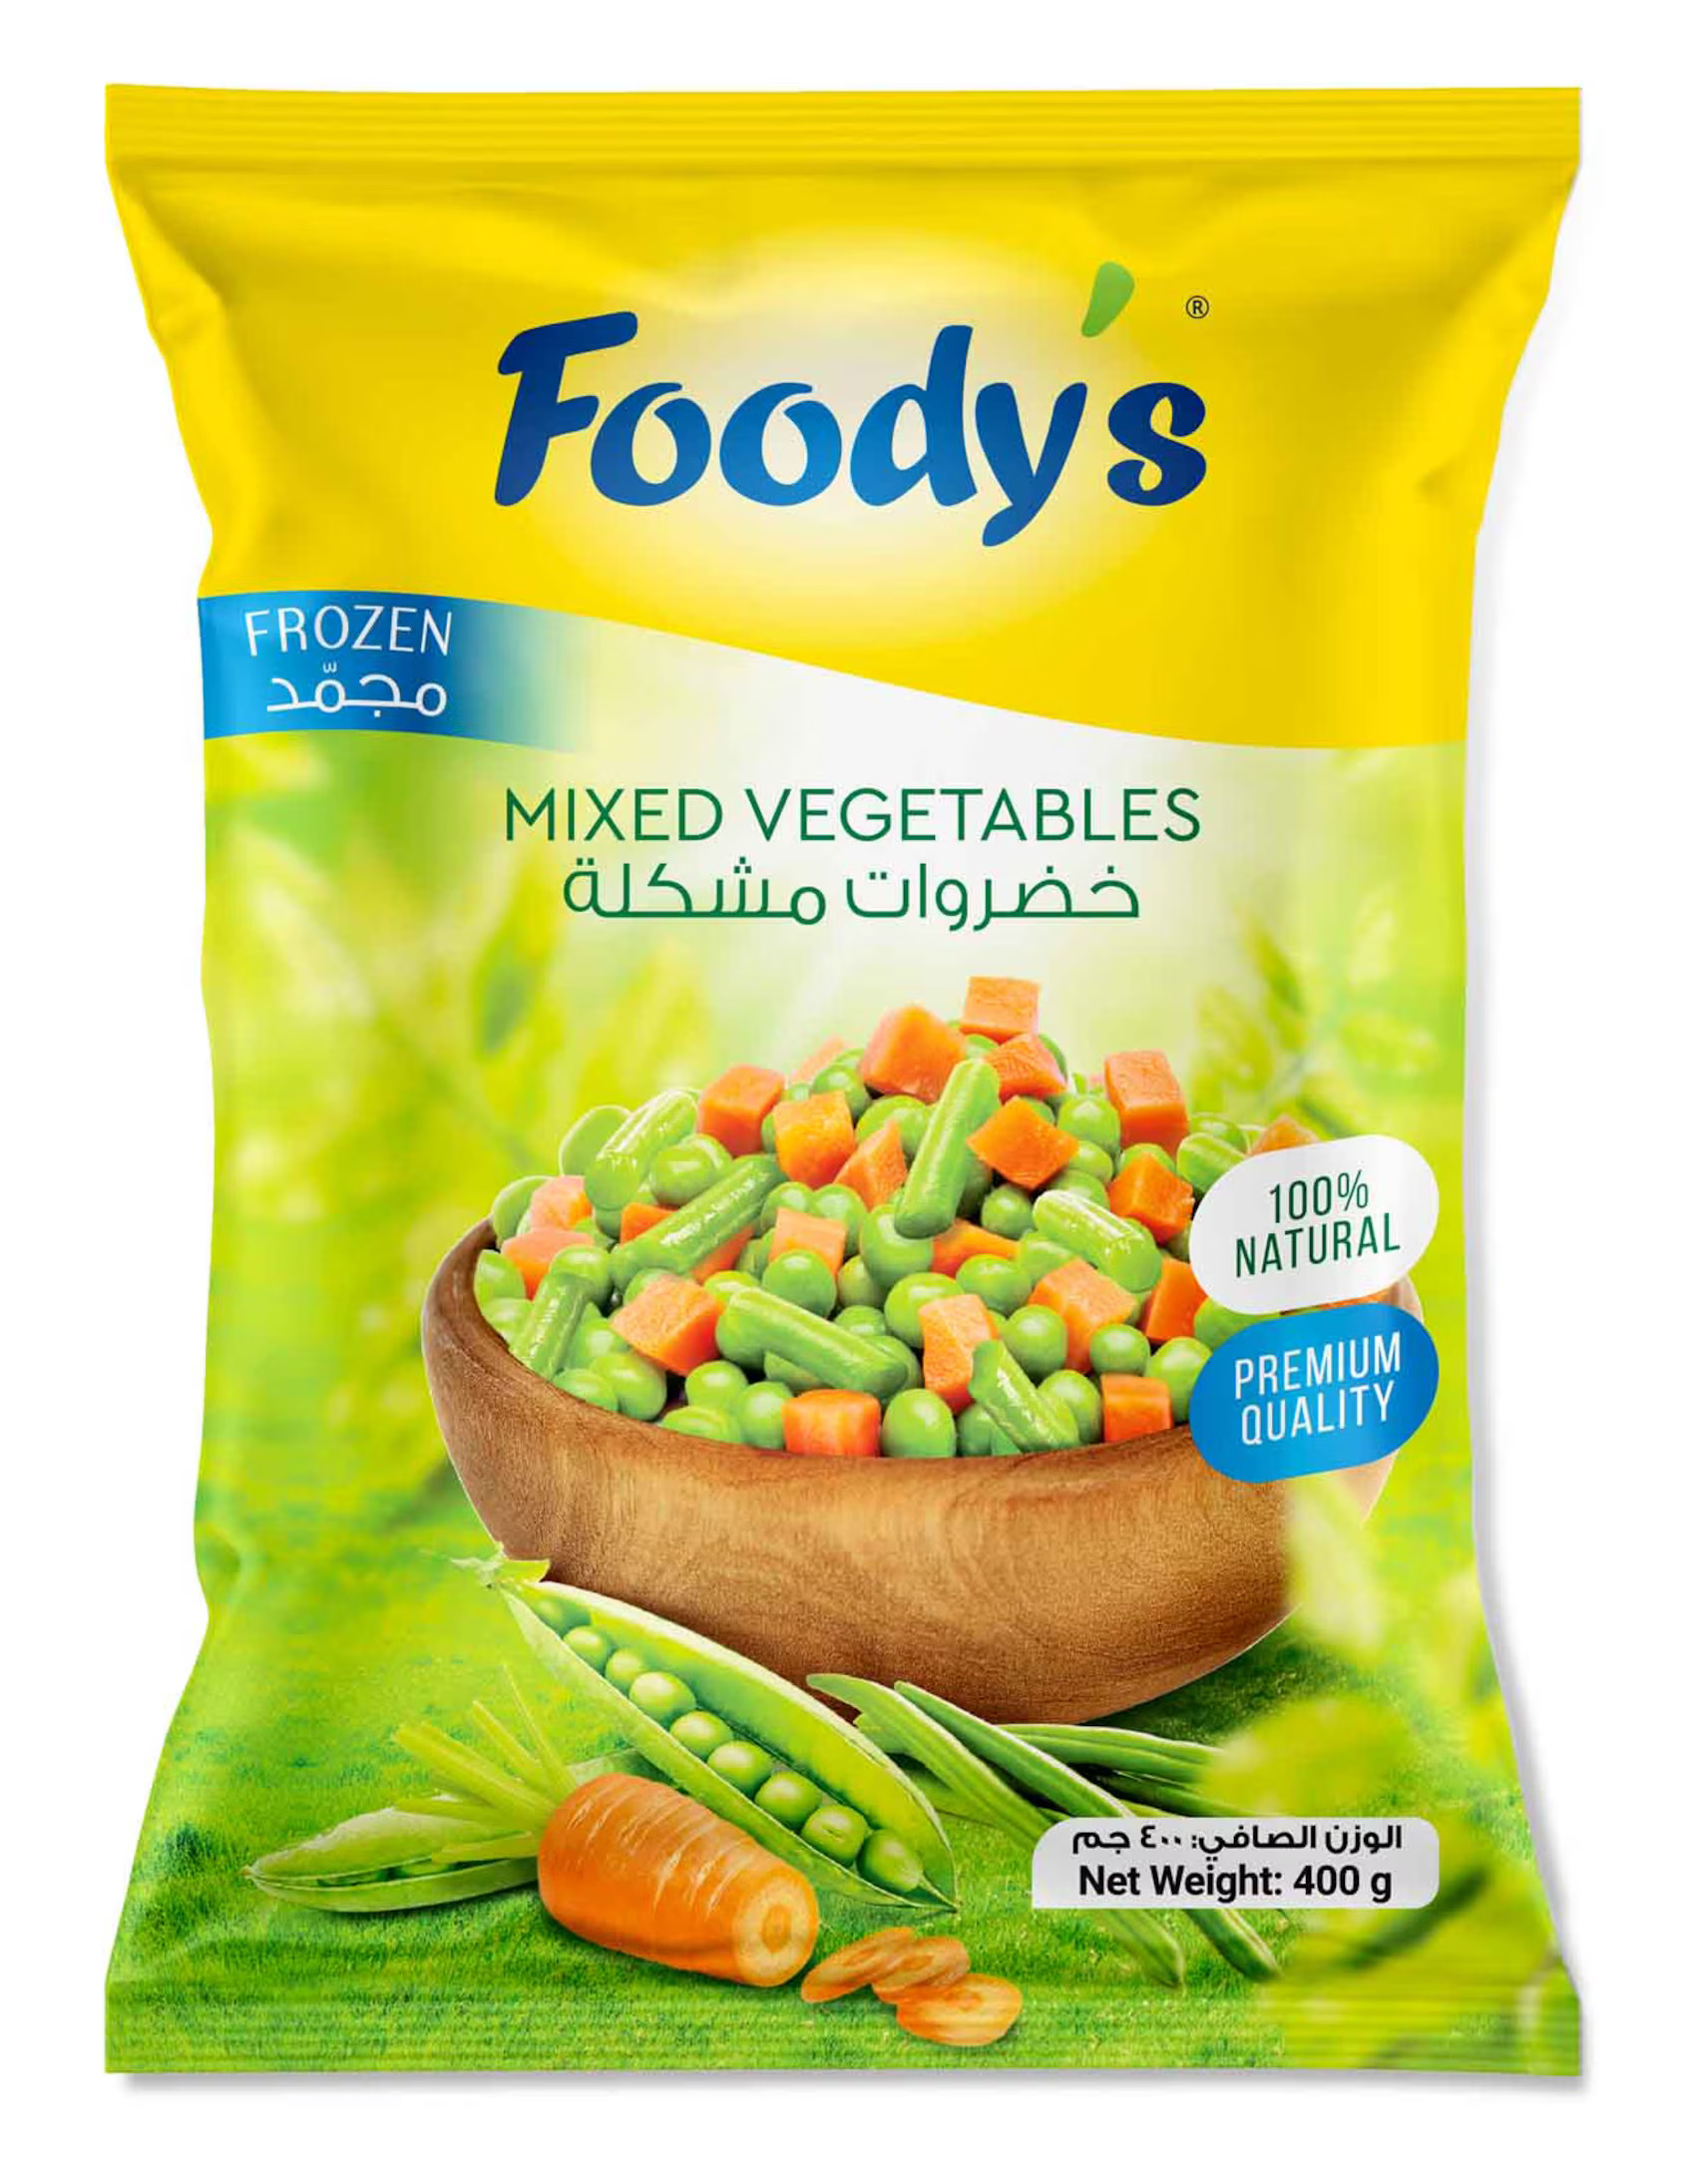 Foody's ®
FROZEN
مجمّد
MIXED VEGETABLES
خضروات مشكلة
100%
NATURAL
PREMIUM
QUALITY
الوزن الصافي: ٤٠٠ جم
Net Weight: 400 g